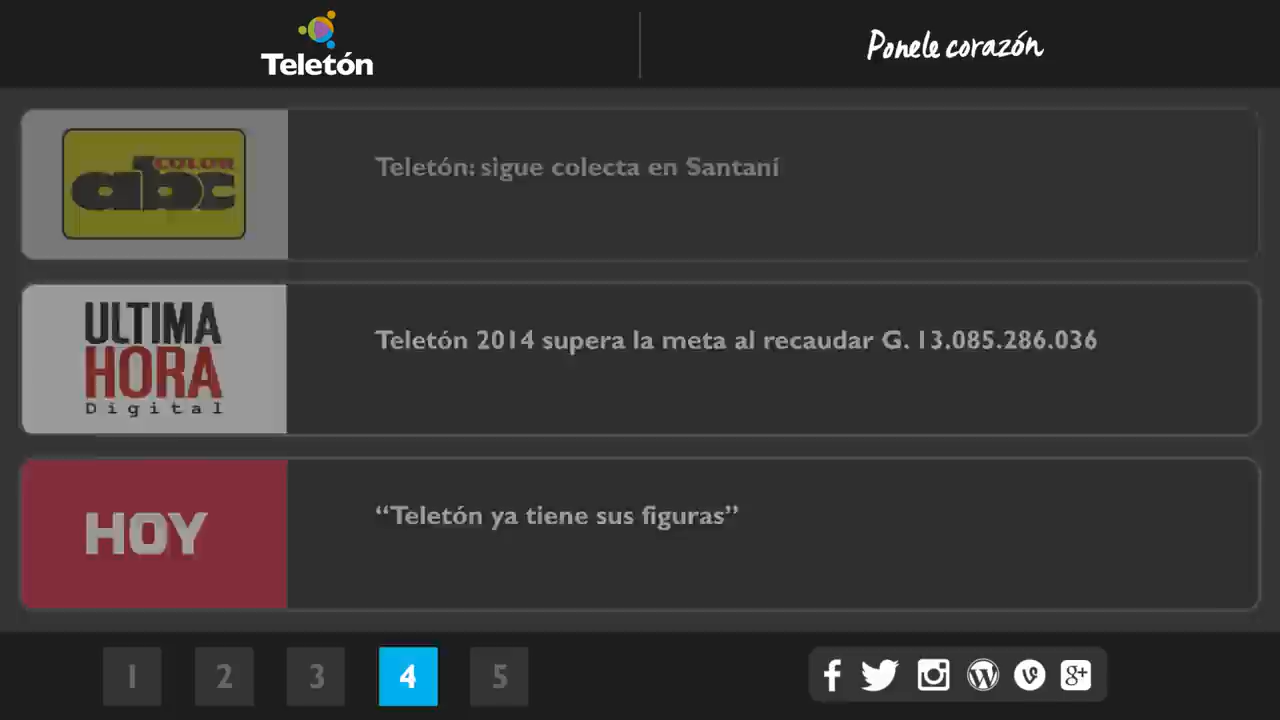 Teletón
Ponele corazón
abc COLOR
Teletón: sigue colecta en Santaní
ULTIMA
HORA
Digital
Teletón 2014 supera la meta al recaudar G. 13.085.286.036
HOY
“Teletón ya tiene sus figuras”
1 2 3 4 5